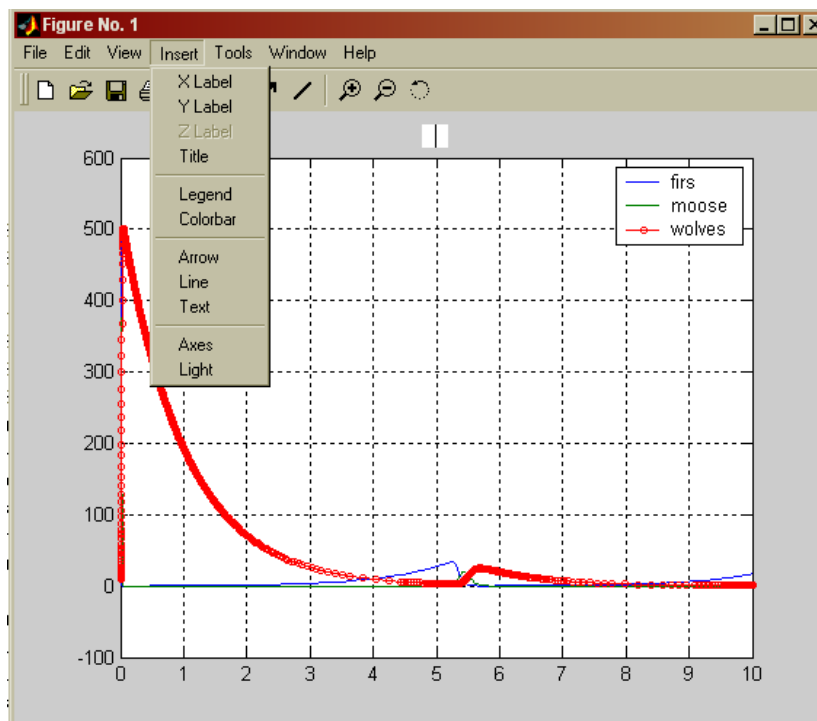 Figure No. 1
File Edit View Insert Tools Window Help
X Label
Y Label
Z Label
Title
Legend
Colorbar
Arrow
Line
Text
Axes
Light
firs
moose
wolves
600
500
400
300
200
100
0
-100
0 1 2 3 4 5 6 7 8 9 10